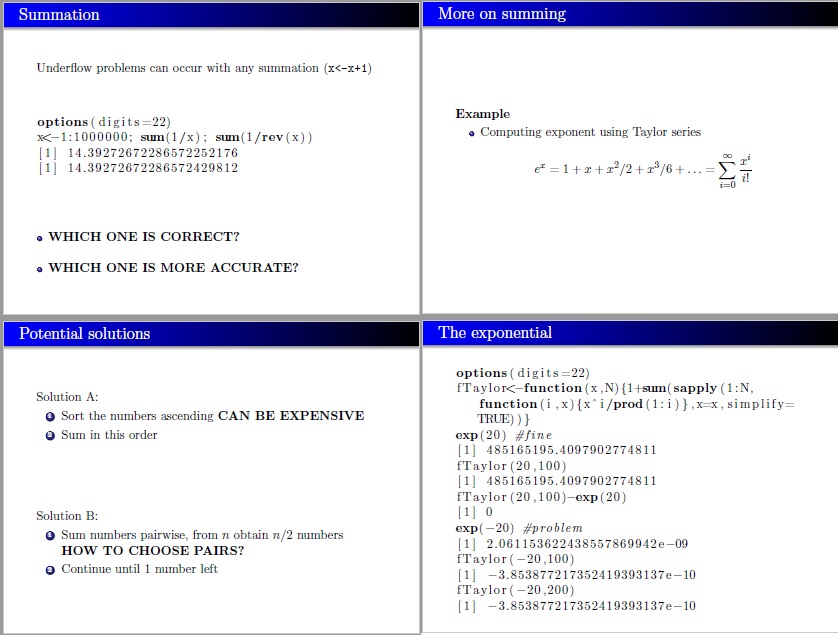 Summation
Underflow problems can occur with any summation (x<-x+1)
options(digits=22)
x<-1:1000000; sum(1/x); sum(1/rev(x))
[1] 14.39272672286572252176
[1] 14.39272672286572429812
WHICH ONE IS CORRECT?
WHICH ONE IS MORE ACCURATE?
More on summing
Example
Computing exponent using Taylor series
e^x = 1 + x + x^2/2 + x^3/6 + ... = ∑_{i=0}^{∞} x^i/i!
Potential solutions
Solution A:
1 Sort the numbers ascending CAN BE EXPENSIVE
2 Sum in this order
Solution B:
1 Sum numbers pairwise, from n obtain n/2 numbers
HOW TO CHOOSE PAIRS?
2 Continue until 1 number left
The exponential
options(digits=22)
fTaylor<-function(x,N){1+sum(sapply(1:N,
function(i,x){x^i/prod(1:i)},x=x,simplify=
TRUE))}
exp(20) #fine
[1] 485165195.4097902774811
fTaylor(20,100)
[1] 485165195.4097902774811
fTaylor(20,100)-exp(20)
[1] 0
exp(-20) #problem
[1] 2.061153622438557869942e-09
fTaylor(-20,100)
[1] -3.853877217352419393137e-10
fTaylor(-20,200)
[1] -3.853877217352419393137e-10